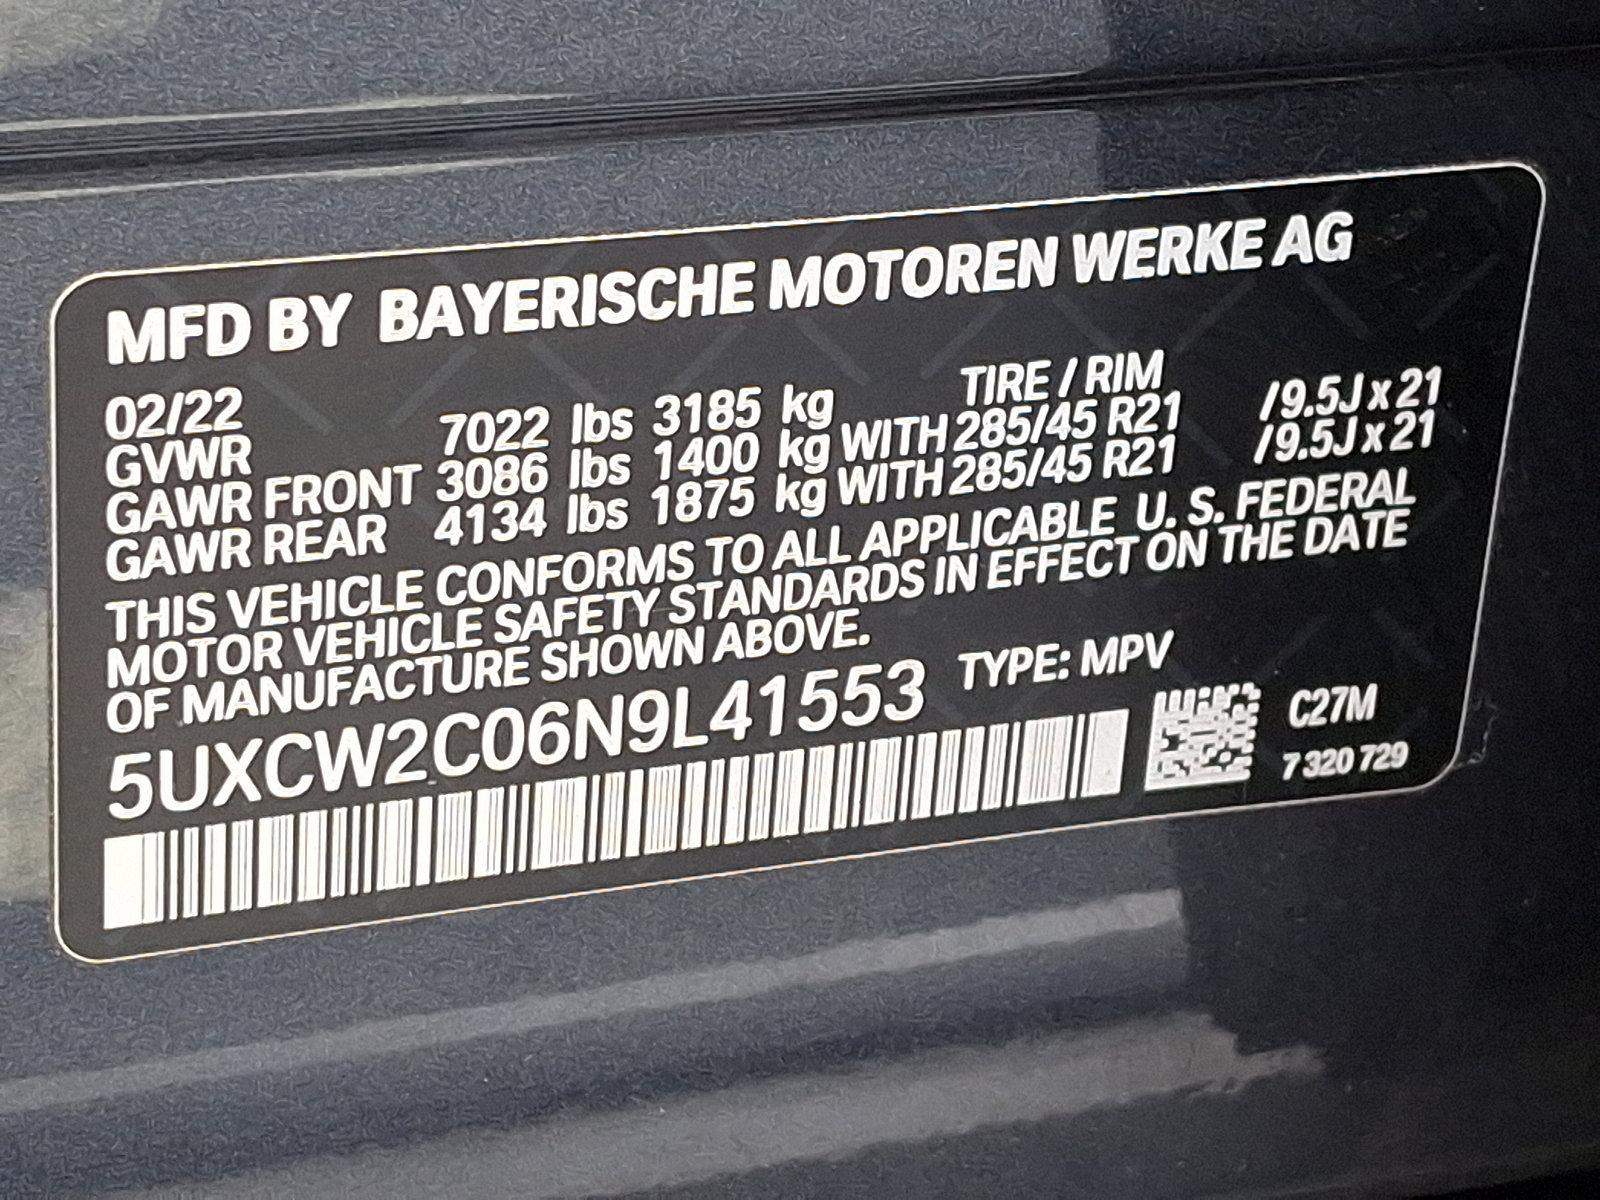 MFD BY BAYERISCHE MOTOREN WERKE AG
02/22 TIRE / RIM
GVWR 7022 lbs 3185 kg
GAWR FRONT 3086 lbs 1400 kg WITH 285/45 R21 /9.5J x 21
GAWR REAR 4134 lbs 1875 kg WITH 285/45 R21 /9.5J x 21
THIS VEHICLE CONFORMS TO ALL APPLICABLE U. S. FEDERAL
MOTOR VEHICLE SAFETY STANDARDS IN EFFECT ON THE DATE
OF MANUFACTURE SHOWN ABOVE.
5UXCW2C06N9L41553 TYPE: MPV
C27M
7 320 729